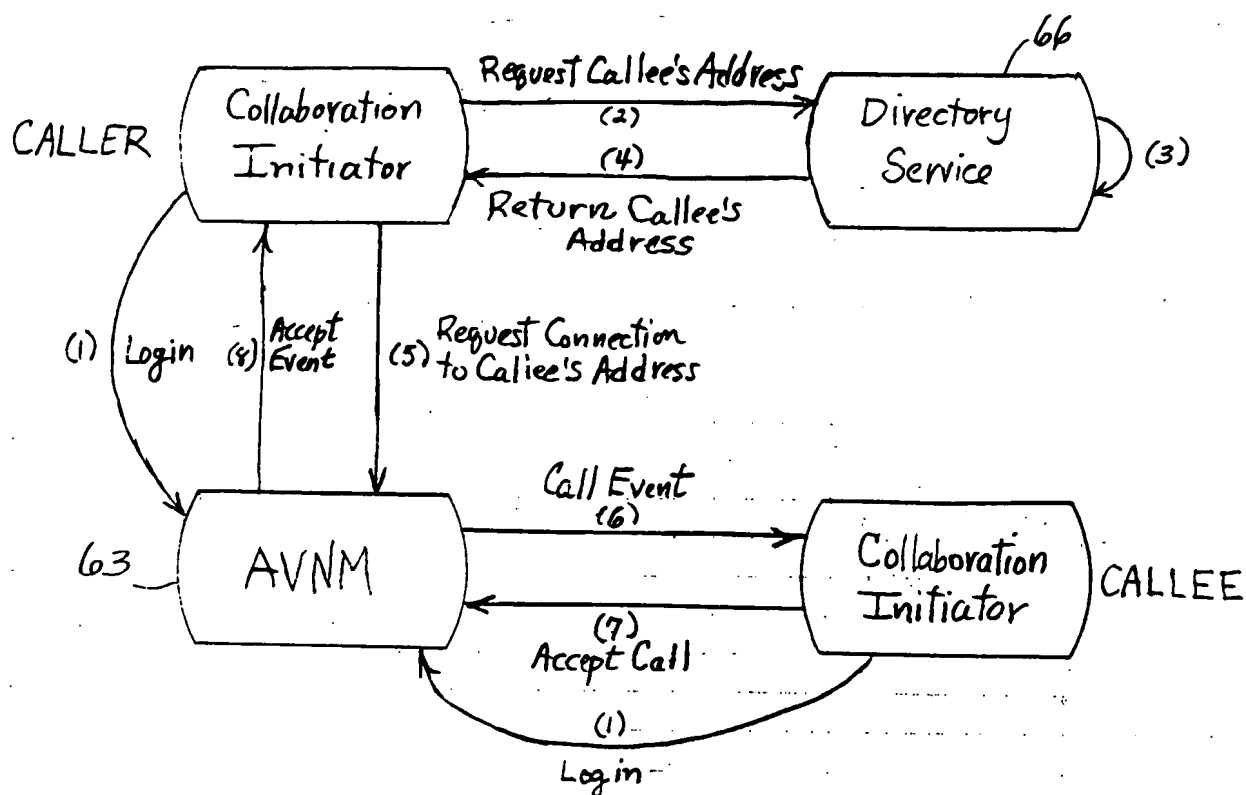 66
Request Callee's Address
(2)
Collaboration
Initiator
CALLER
Directory
Service
(3)
(4)
Return Callee's
Address
(1) Login
(8) Accept
Event
(5) Request Connection
to Callee's Address
Call Event
(6)
63
AVNM
Collaboration
Initiator
CALLEE
(7)
Accept Call
(1)
Login